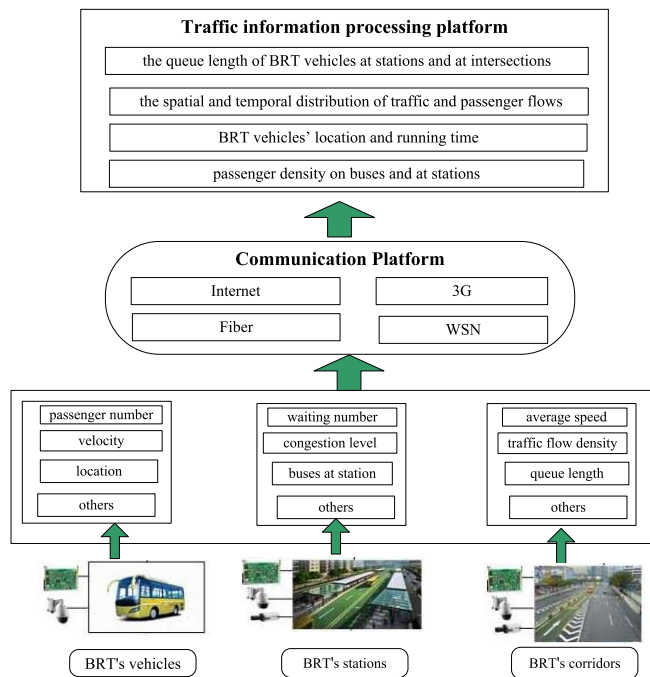 Traffic information processing platform
the queue length of BRT vehicles at stations and at intersections
the spatial and temporal distribution of traffic and passenger flows
BRT vehicles' location and running time
passenger density on buses and at stations
Communication Platform
Internet
3G
Fiber
WSN
passenger number
velocity
location
others
waiting number
congestion level
buses at station
others
average speed
traffic flow density
queue length
others
BRT's vehicles
BRT's stations
BRT's corridors